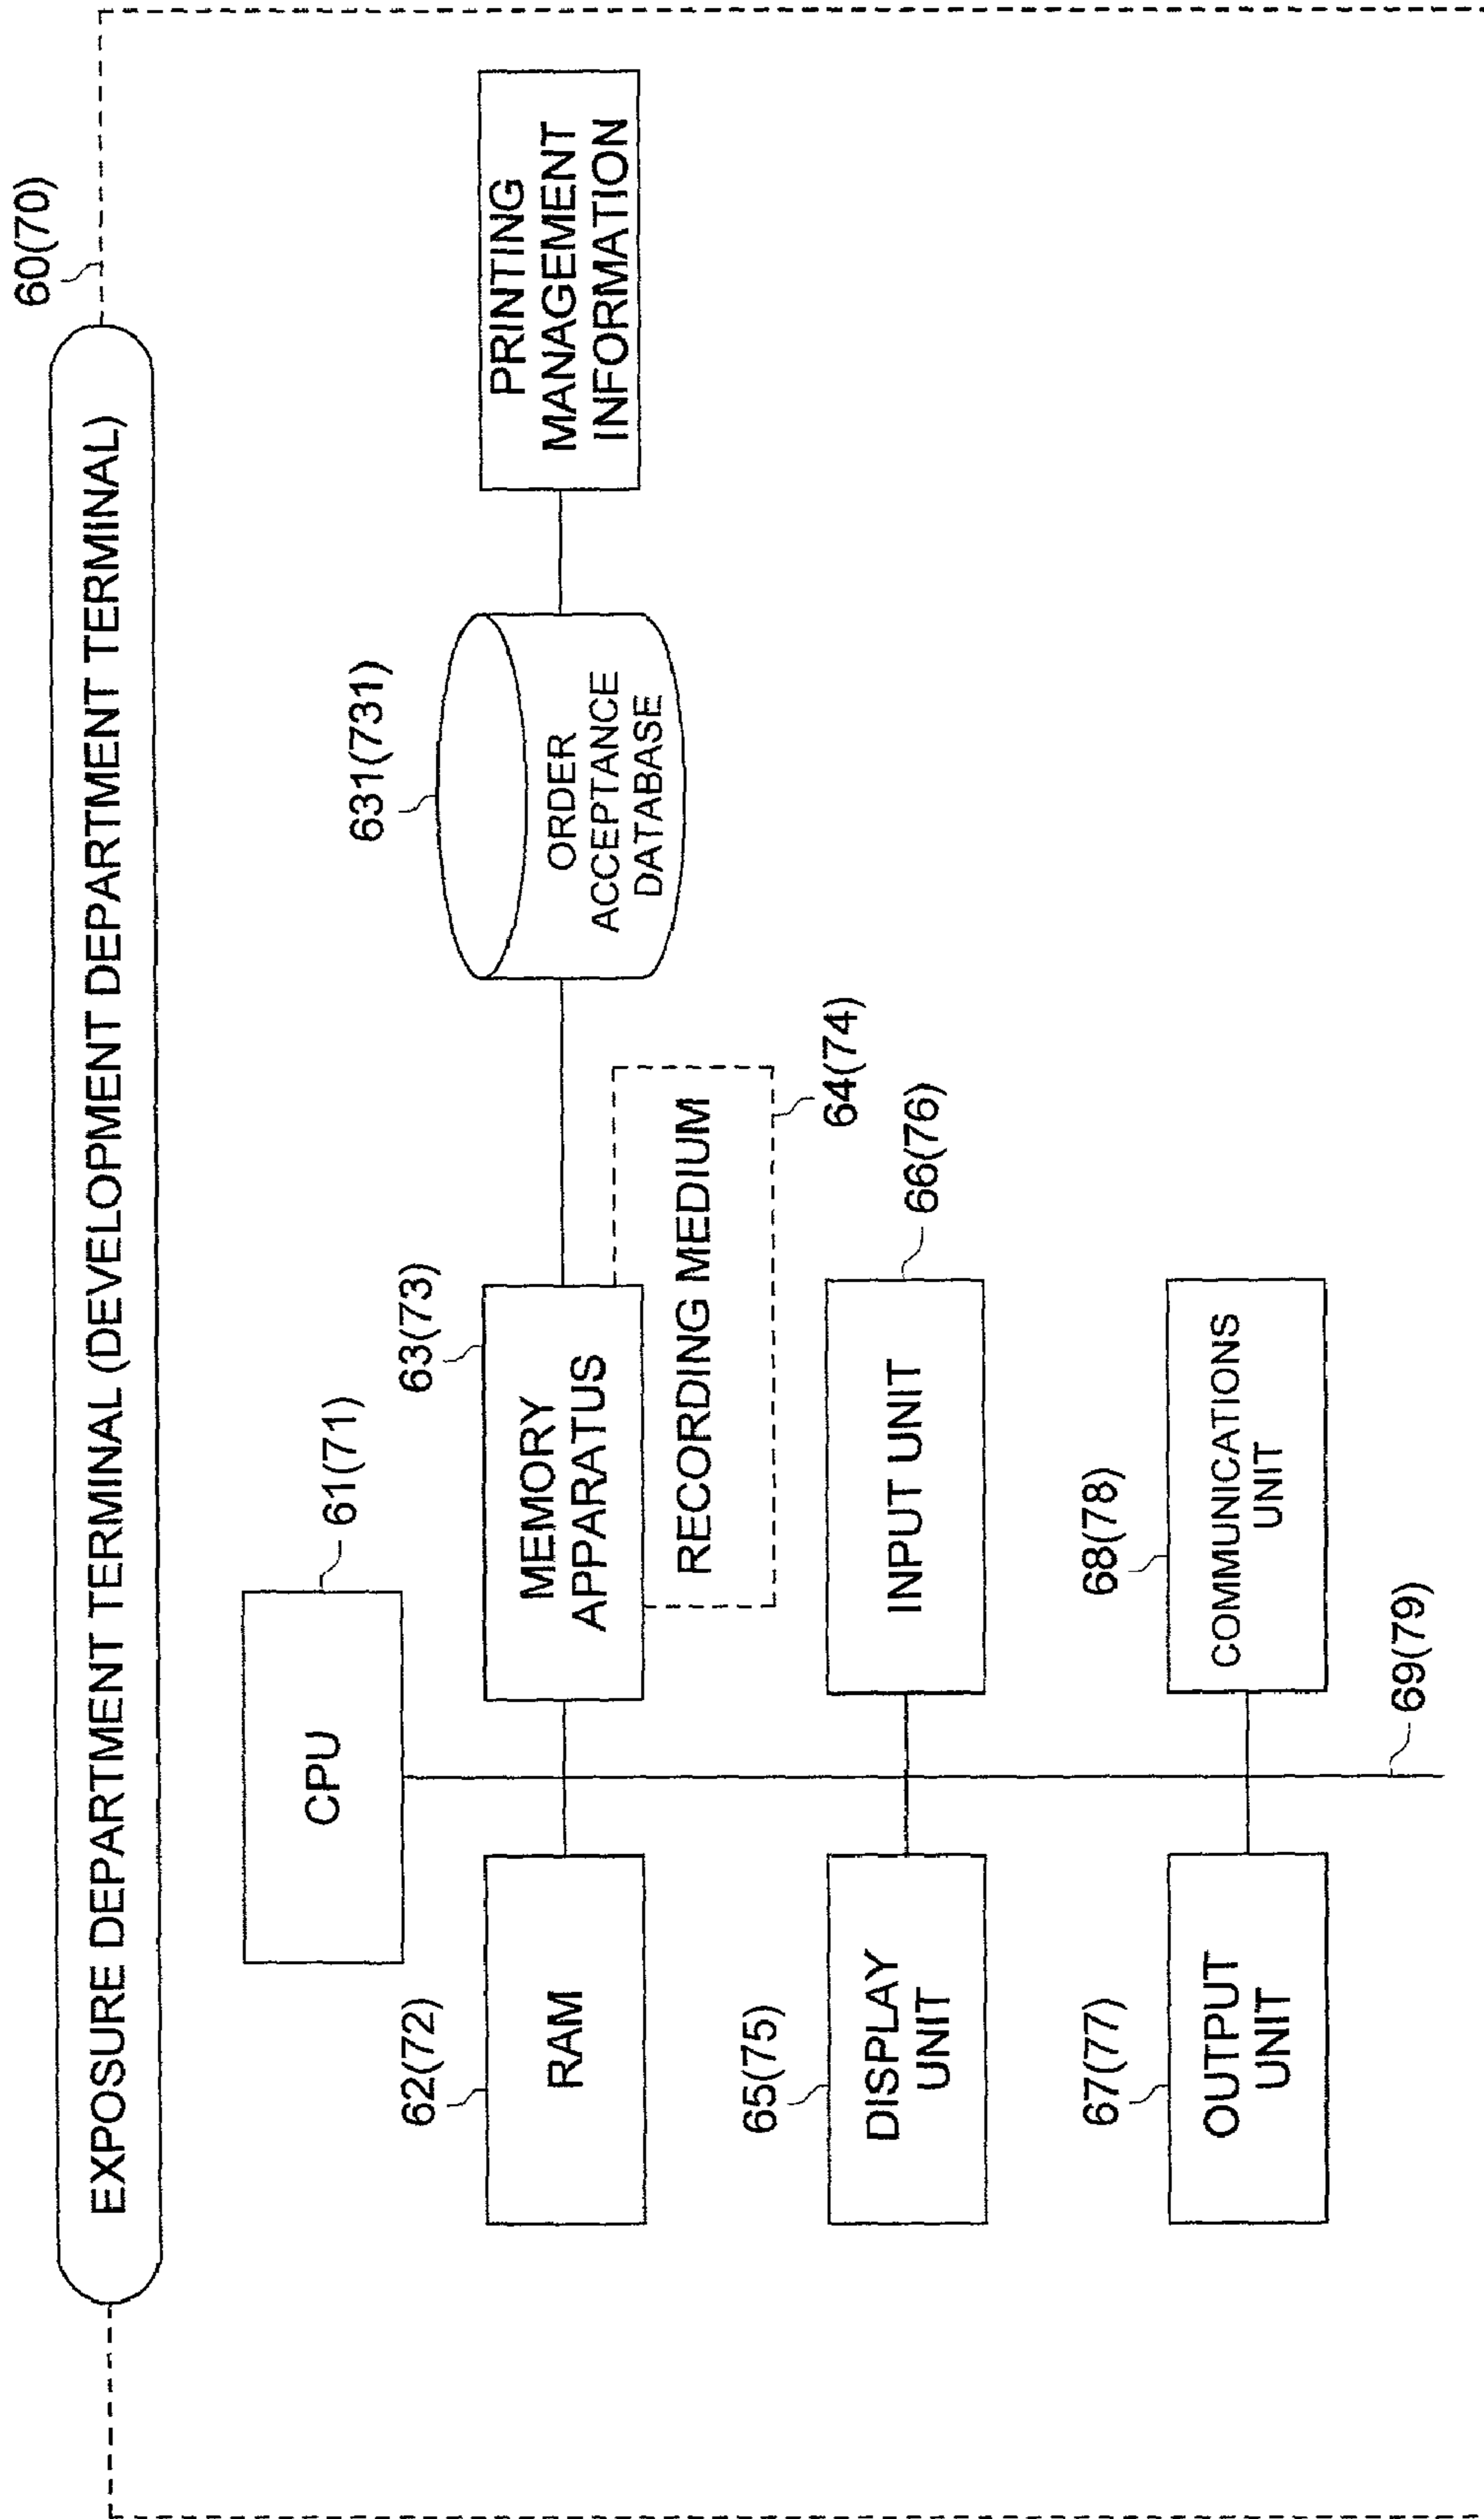 60(70)
EXPOSURE DEPARTMENT TERMINAL (DEVELOPMENT DEPARTMENT TERMINAL)
CPU
61(71)
62(72)
RAM
63(73)
MEMORY
APPARATUS
RECORDING MEDIUM
64(74)
631(731)
ORDER
ACCEPTANCE
DATABASE
PRINTING
MANAGEMENT
INFORMATION
65(75)
DISPLAY
UNIT
INPUT UNIT
66(76)
67(77)
OUTPUT
UNIT
68(78)
COMMUNICATIONS
UNIT
69(79)